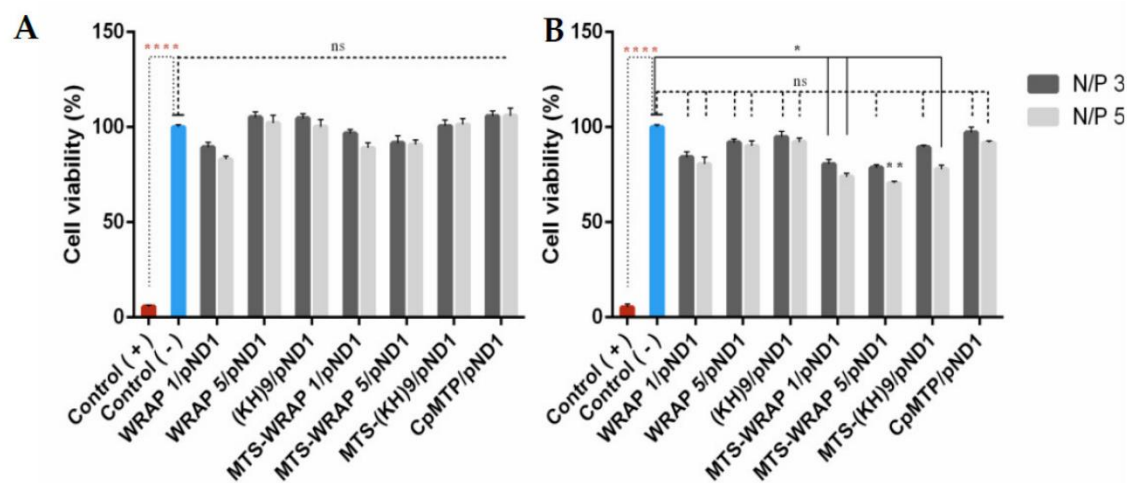 A
150
100
50
0
Cell viability (%)
****
ns
Control ( + )
Control ( - )
WRAP 1/pND1
WRAP 5/pND1
(KH)9/pND1
MTS-WRAP 1/pND1
MTS-WRAP 5/pND1
MTS-(KH)9/pND1
CpMTP/pND1
B
150
100
50
0
Cell viability (%)
****
*
ns
**
Control ( + )
Control ( - )
WRAP 1/pND1
WRAP 5/pND1
(KH)9/pND1
MTS-WRAP 1/pND1
MTS-WRAP 5/pND1
MTS-(KH)9/pND1
CpMTP/pND1
N/P 3
N/P 5